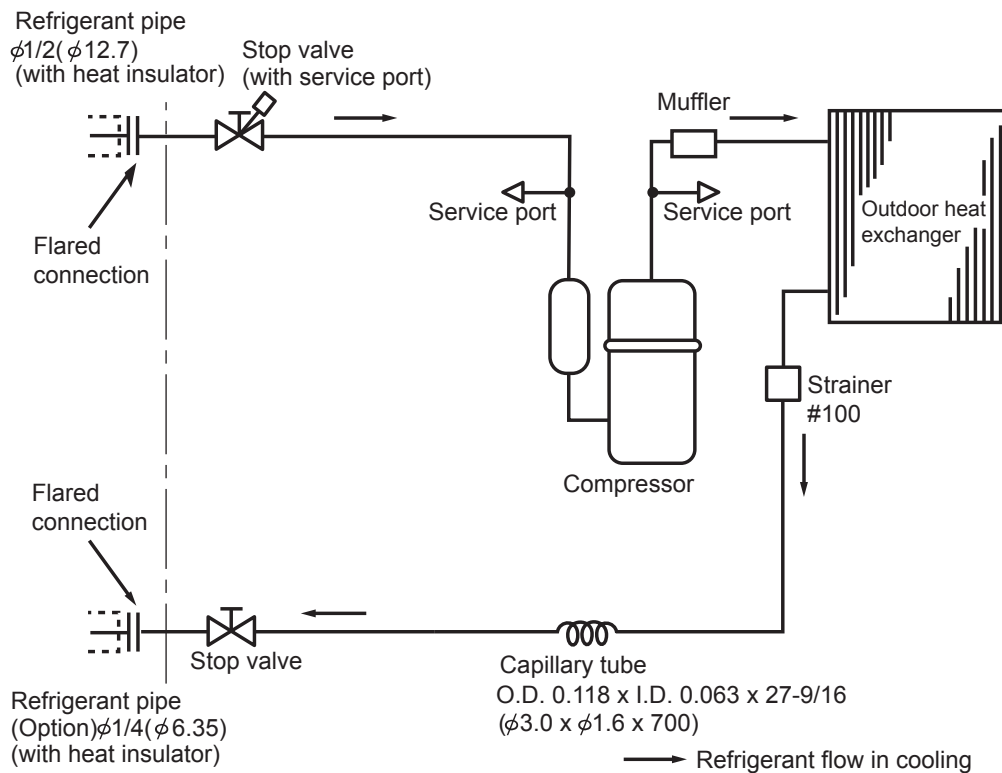 Refrigerant pipe
ϕ1/2(ϕ12.7)
(with heat insulator)
Stop valve
(with service port)
Muffler
Service port
Service port
Outdoor heat
exchanger
Flared
connection
Strainer
#100
Compressor
Flared
connection
Stop valve
Capillary tube
O.D. 0.118 x I.D. 0.063 x 27-9/16
(ϕ3.0 x ϕ1.6 x 700)
Refrigerant pipe
(Option)ϕ1/4(ϕ6.35)
(with heat insulator)
Refrigerant flow in cooling